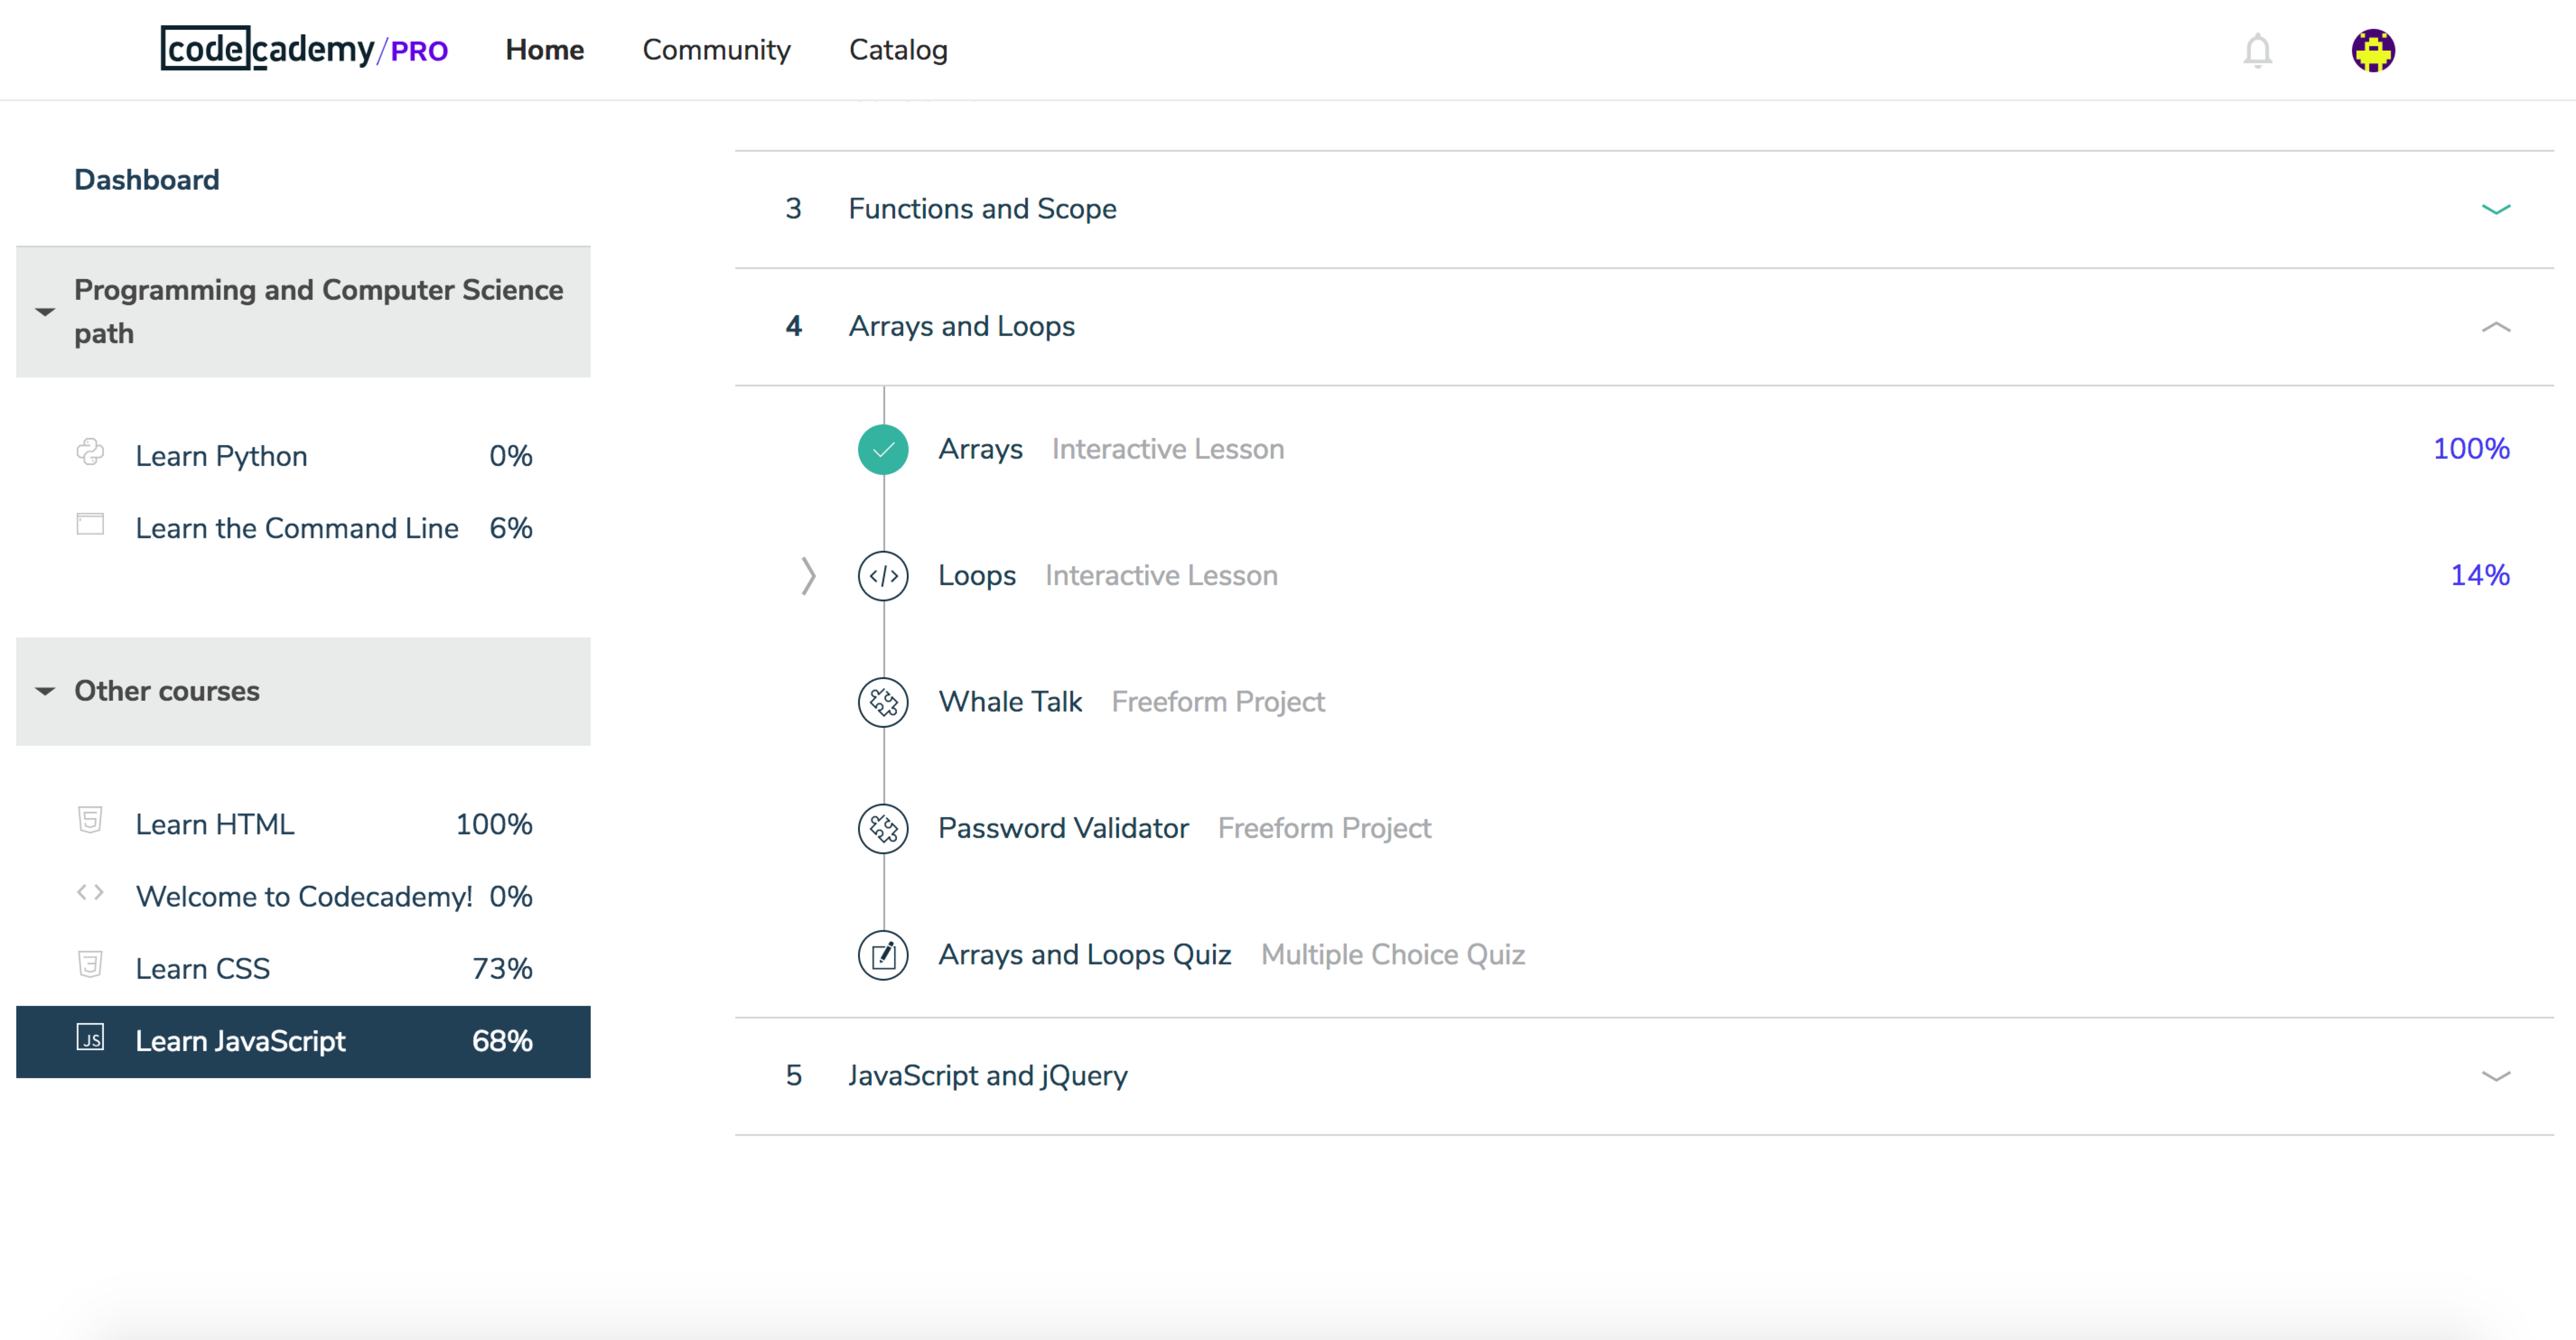 codecademy/PRO Home Community Catalog
Dashboard
Programming and Computer Science
path
Learn Python 0%
Learn the Command Line 6%
Other courses
Learn HTML 100%
Welcome to Codecademy! 0%
Learn CSS 73%
JS Learn JavaScript 68%
3 Functions and Scope
4 Arrays and Loops
Arrays Interactive Lesson 100%
Loops Interactive Lesson 14%
Whale Talk Freeform Project
Password Validator Freeform Project
Arrays and Loops Quiz Multiple Choice Quiz
5 JavaScript and jQuery